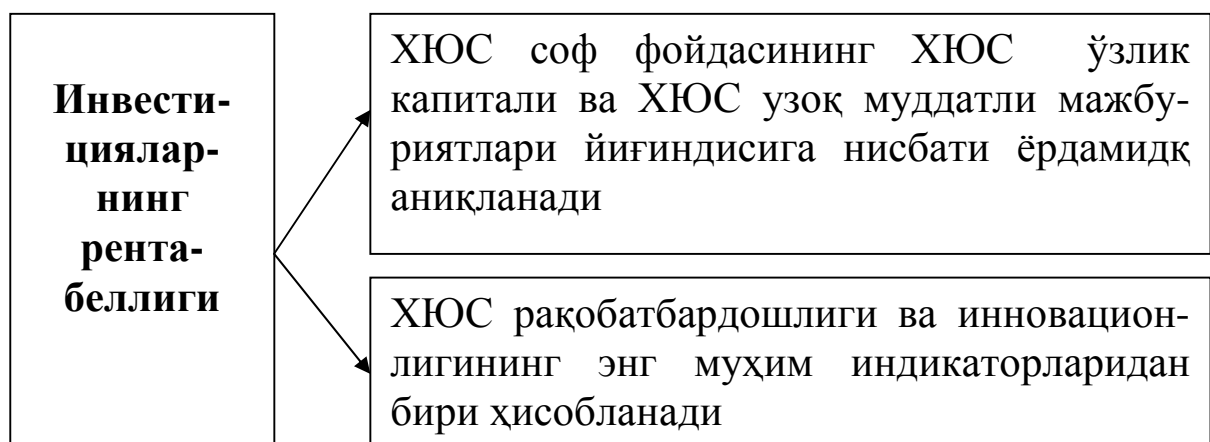 Инвести-
циялар-
нинг
рента-
беллиги
ХЮС соф фойдасининг ХЮС ўзлик
капитали ва ХЮС узоқ муддатли мажбу-
риятлари йиғиндисига нисбати ёрдамидқ
аниқланади
ХЮС рақобатбардошлиги ва инновацион-
лигининг энг муҳим индикаторларидан
бири ҳисобланади